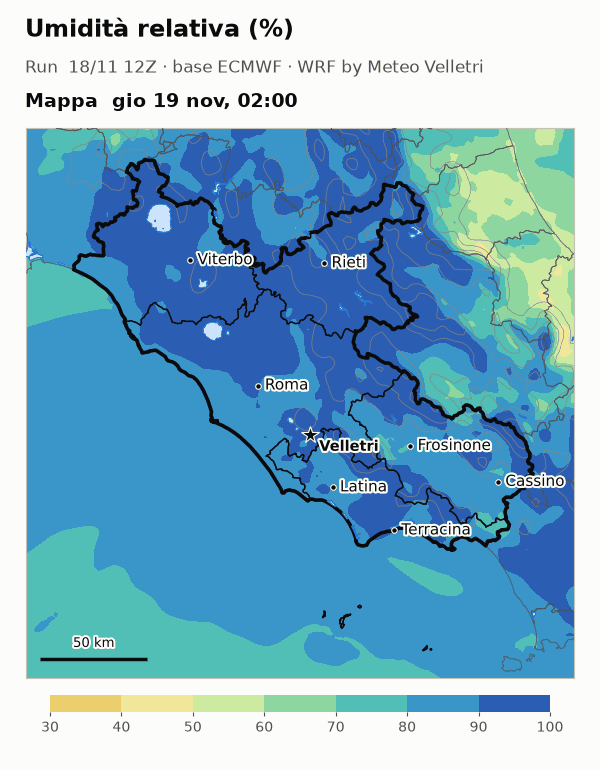 Umidità relativa (%)
Run  18/11 12Z · base ECMWF · WRF by Meteo Velletri
Mappa  gio 19 nov, 02:00
Viterbo
Rieti
Roma
Velletri
Frosinone
Cassino
Latina
Terracina
50 km
30 40 50 60 70 80 90 100